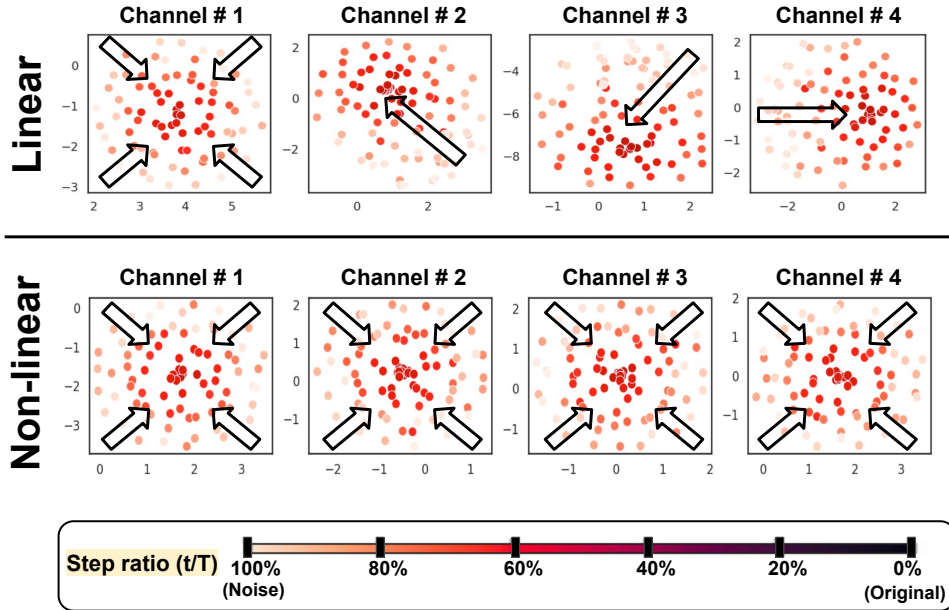 Linear
Channel # 1
Channel # 2
Channel # 3
Channel # 4
0
-1
-2
-3
2 3 4 5
2
0
-2
0 2
-4
-6
-8
-1 0 1 2
2
1
0
-1
-2
-2 0 2
Non-linear
Channel # 1
Channel # 2
Channel # 3
Channel # 4
0
-1
-2
-3
0 1 2 3
2
1
0
-1
-2 -1 0 1
2
1
0
-1
-1 0 1 2
2
1
0
-1
0 1 2 3
Step ratio (t/T)
100% 80% 60% 40% 20% 0%
(Noise) (Original)